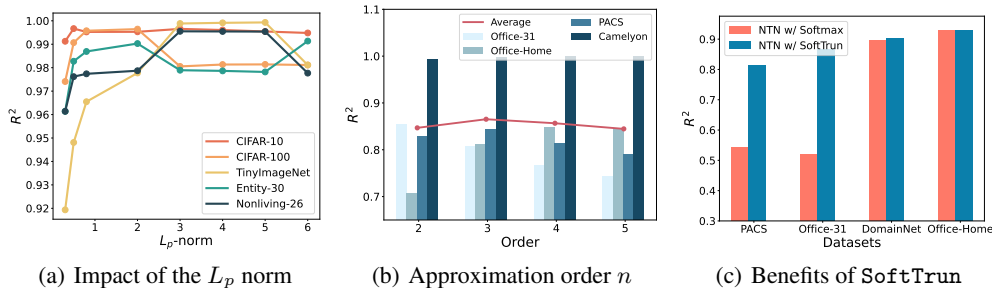 1.00
0.99
0.98
0.97
0.96
0.95
0.94
0.93
0.92
R²
CIFAR-10
CIFAR-100
TinyImageNet
Entity-30
Nonliving-26
1 2 3 4 5 6
Lp-norm
(a) Impact of the Lp norm
1.0
0.9
0.8
0.7
R²
Average
Office-31
Office-Home
PACS
Camelyon
2 3 4 5
Order
(b) Approximation order n
0.9
0.8
0.7
0.6
0.5
0.4
0.3
R²
NTN w/ Softmax
NTN w/ SoftTrun
PACS Office-31 DomainNet Office-Home
Datasets
(c) Benefits of SoftTrun